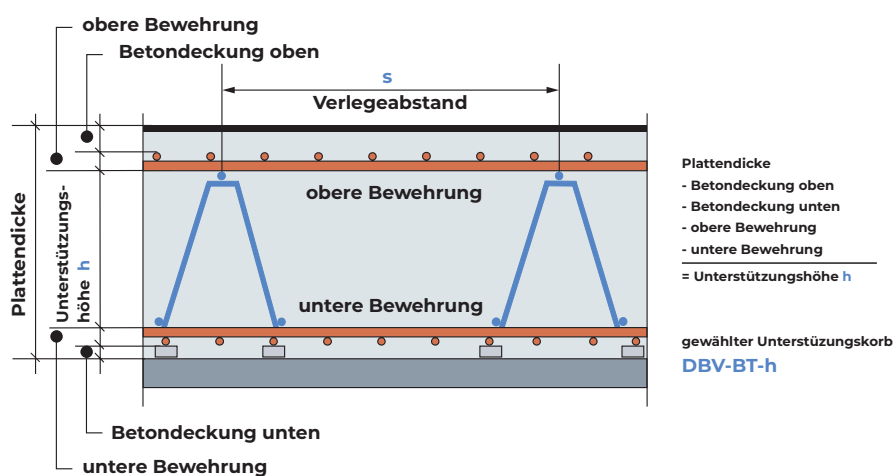 obere Bewehrung
Betondeckung oben
s
Verlegeabstand
Plattendicke
Unterstützungs-
höhe h
obere Bewehrung
untere Bewehrung
Betondeckung unten
untere Bewehrung
Plattendicke
- Betondeckung oben
- Betondeckung unten
- obere Bewehrung
- untere Bewehrung
= Unterstützungshöhe h
gewählter Unterstüzungskorb
DBV-BT-h